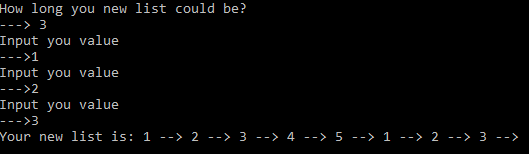 How long you new list could be?
---> 3
Input you value
--->1
Input you value
--->2
Input you value
--->3
Your new list is: 1 --> 2 --> 3 --> 4 --> 5 --> 1 --> 2 --> 3 -->